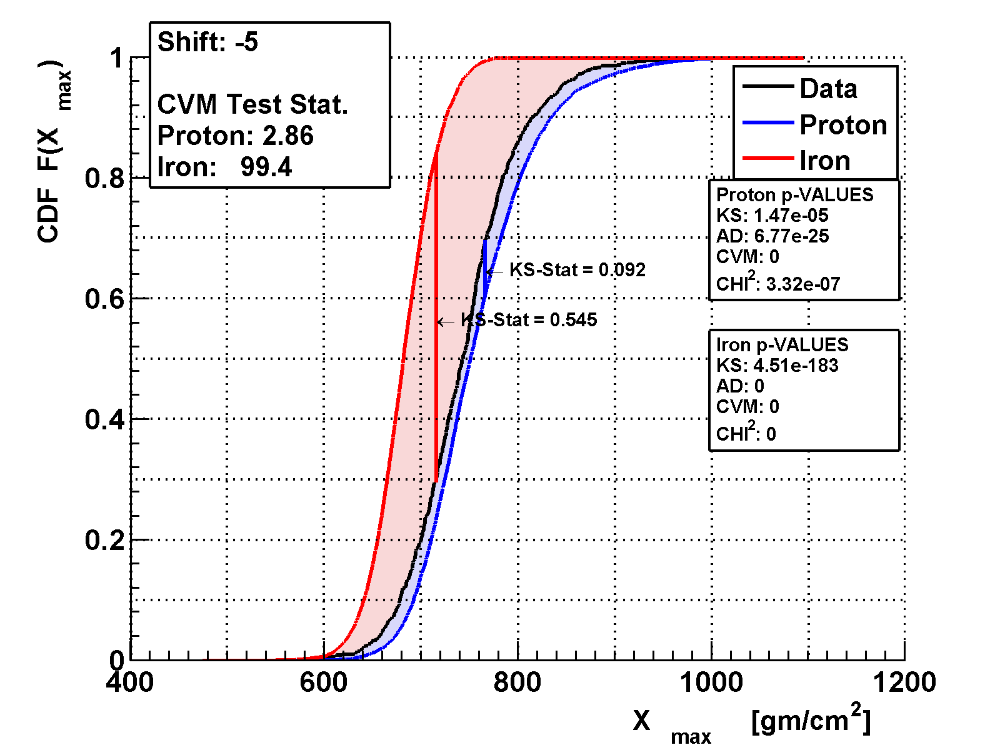 Shift: -5
CVM Test Stat.
Proton: 2.86
Iron: 99.4
CDF F(X max)
1
0.8
0.6
0.4
0.2
0
Data
Proton
Iron
Proton p-VALUES
KS: 1.47e-05
AD: 6.77e-25
CVM: 0
CHI²: 3.32e-07
← KS-Stat = 0.092
← KS-Stat = 0.545
Iron p-VALUES
KS: 4.51e-183
AD: 0
CVM: 0
CHI²: 0
400 600 800 1000 1200
X max [gm/cm²]